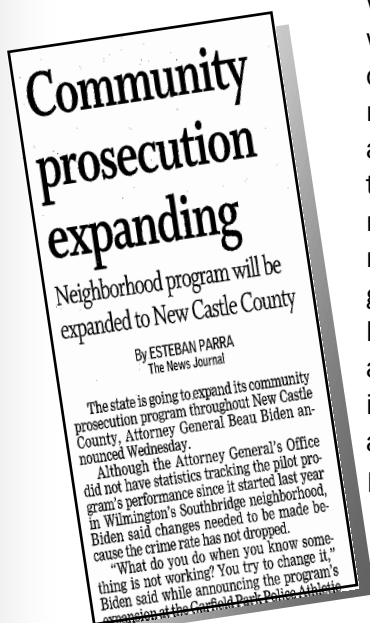 Community
prosecution
expanding
Neighborhood program will be
expanded to New Castle County
By ESTEBAN PARRA
The News Journal
The state is going to expand its community
prosecution program throughout New Castle
County, Attorney General Beau Biden an-
nounced Wednesday.
Although the Attorney General's Office
did not have statistics tracking the pilot pro-
gram's performance since it started last year
in Wilmington's Southbridge neighborhood,
Biden said changes needed to be made be-
cause the crime rate has not dropped.
"What do you do when you know some-
thing is not working? You try to change it,"
Biden said while announcing the program's
expansion at the Garfield Park Police Athletic